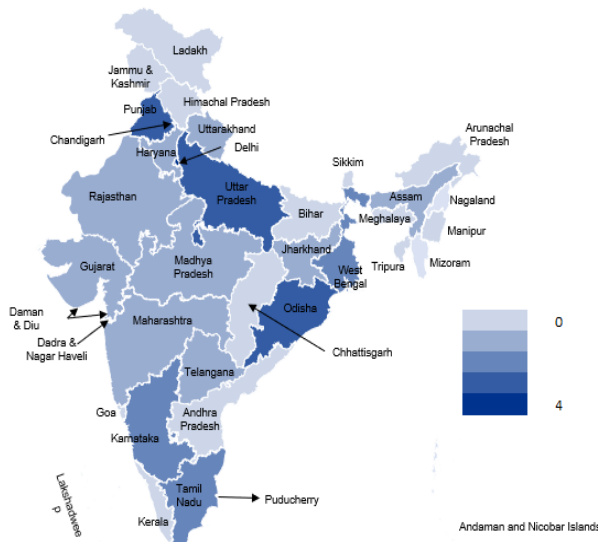 Ladakh
Jammu &
Kashmir
Himachal Pradesh
Punjab
Chandigarh
Uttarakhand
Haryana
Delhi
Arunachal
Pradesh
Sikkim
Rajasthan
Uttar
Pradesh
Assam
Nagaland
Bihar
Meghalaya
Manipur
Jharkhand
Tripura
Mizoram
Gujarat
Madhya
Pradesh
West
Bengal
Daman
& Diu
Maharashtra
Odisha
Dadra &
Nagar Haveli
Chhattisgarh
0
Telangana
4
Goa
Andhra
Pradesh
Karnataka
Lakshadwee
p
Tamil
Nadu
Puducherry
Kerala
Andaman and Nicobar Islands